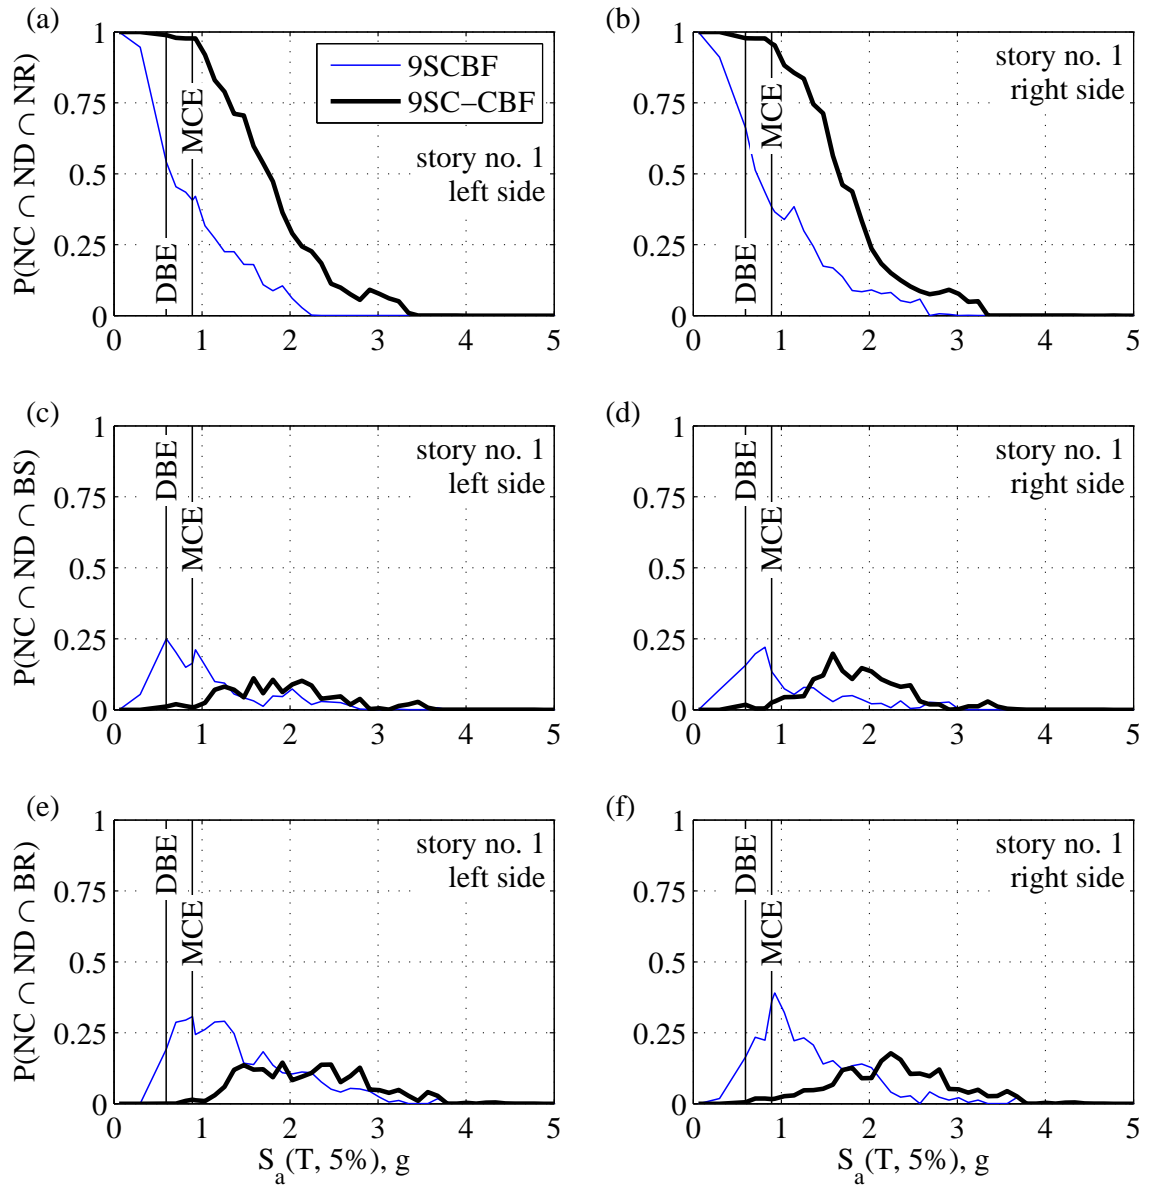 (a)
P(NC ∩ ND ∩ NR)
1
0.75
0.5
0.25
0
0 1 2 3 4 5
DBE
MCE
9SCBF
9SC−CBF
story no. 1
left side
(b)
1
0.75
0.5
0.25
0
0 1 2 3 4 5
DBE
MCE
story no. 1
right side
(c)
P(NC ∩ ND ∩ BS)
1
0.75
0.5
0.25
0
0 1 2 3 4 5
DBE
MCE
story no. 1
left side
(d)
1
0.75
0.5
0.25
0
0 1 2 3 4 5
DBE
MCE
story no. 1
right side
(e)
P(NC ∩ ND ∩ BR)
1
0.75
0.5
0.25
0
0 1 2 3 4 5
DBE
MCE
story no. 1
left side
S_a(T, 5%), g
(f)
1
0.75
0.5
0.25
0
0 1 2 3 4 5
DBE
MCE
story no. 1
right side
S_a(T, 5%), g